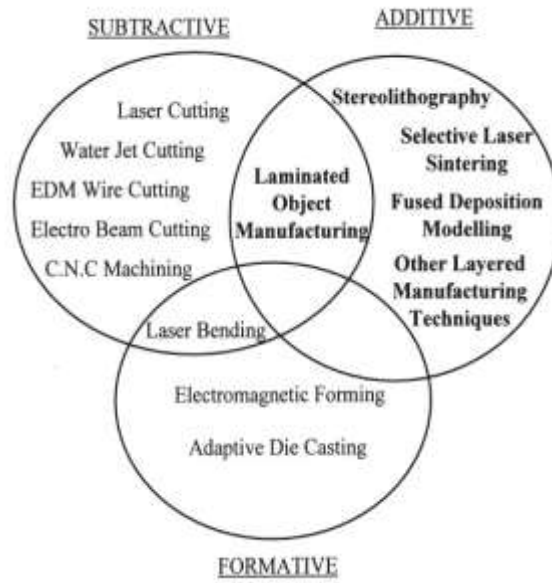 SUBTRACTIVE
ADDITIVE
Laser Cutting
Water Jet Cutting
EDM Wire Cutting
Electro Beam Cutting
C.N.C Machining
Laminated
Object
Manufacturing
Stereolithography
Selective Laser
Sintering
Fused Deposition
Modelling
Other Layered
Manufacturing
Techniques
Laser Bending
Electromagnetic Forming
Adaptive Die Casting
FORMATIVE